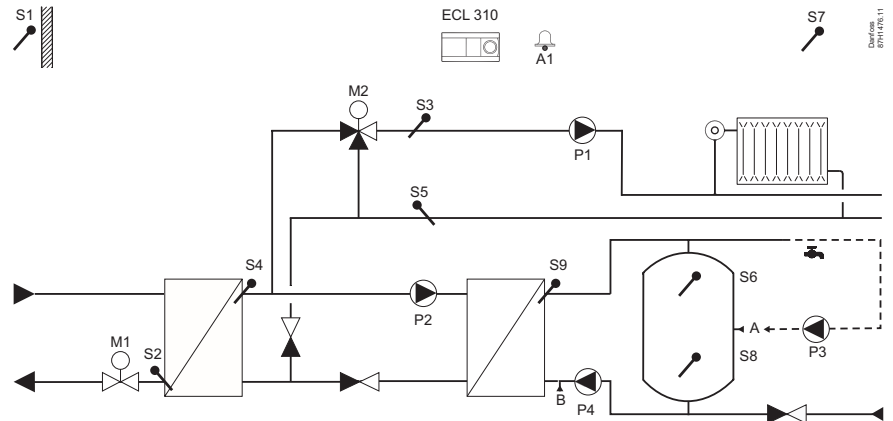 S1
ECL 310
A1
S7
Danfoss
87H1476.11
M2
S3
P1
S5
S4
S9
S6
P2
A
P3
M1
S2
S8
B
P4